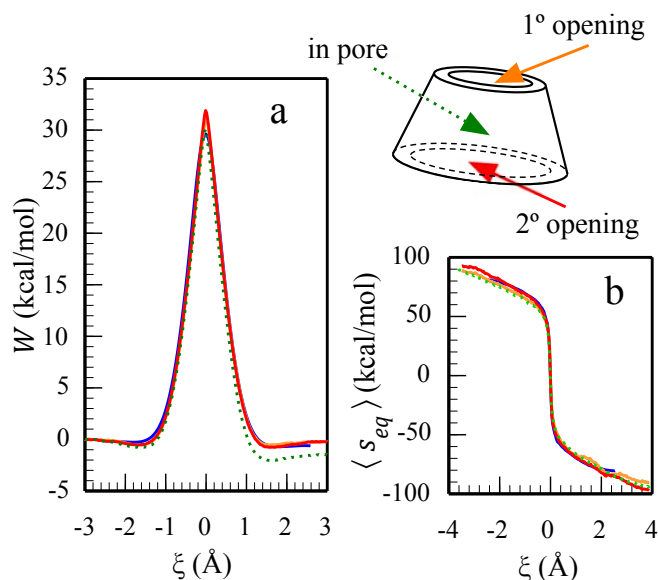 1º opening
in pore
2º opening
a
35
30
25
20
15
10
5
0
-5
W (kcal/mol)
-3 -2 -1 0 1 2 3
ξ (Å)
b
100
50
0
-50
-100
⟨ s_eq ⟩ (kcal/mol)
-4 -2 0 2 4
ξ (Å)